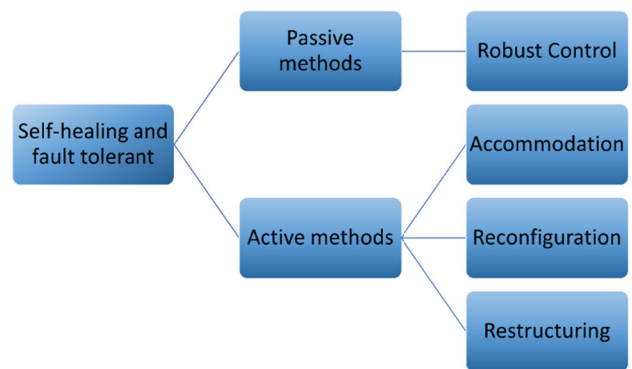 Passive
methods
Robust Control
Self-healing and
fault tolerant
Accommodation
Active methods
Reconfiguration
Restructuring